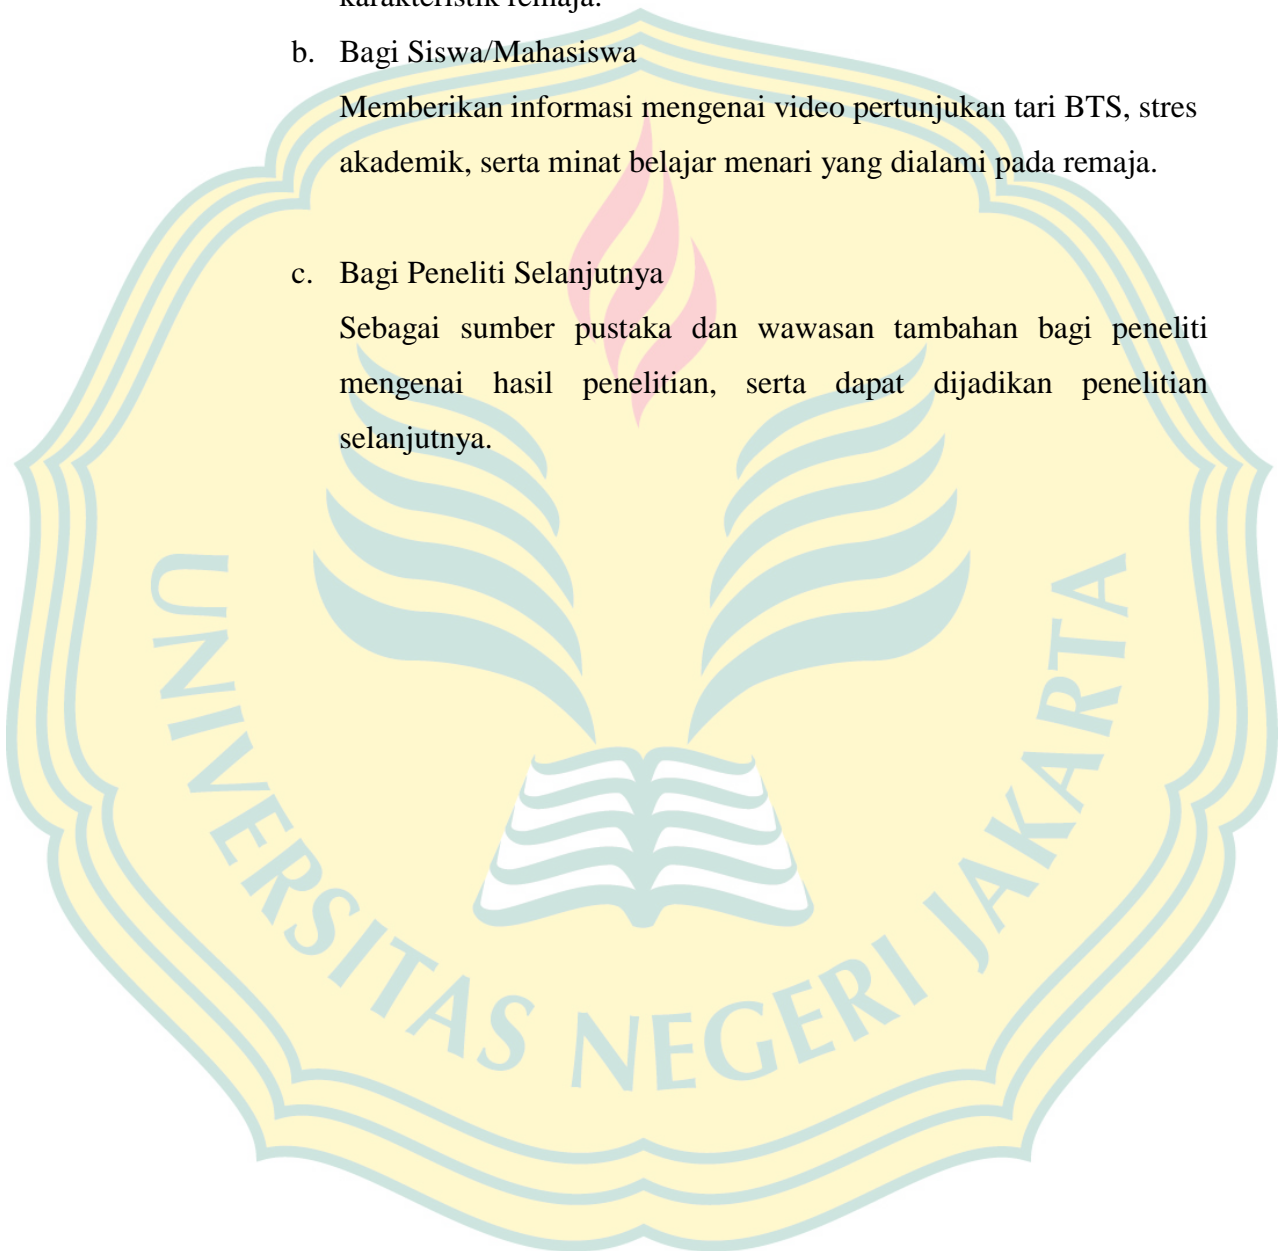 karakteristik remaja.
b. Bagi Siswa/Mahasiswa
Memberikan informasi mengenai video pertunjukan tari BTS, stres
akademik, serta minat belajar menari yang dialami pada remaja.
c. Bagi Peneliti Selanjutnya
Sebagai sumber pustaka dan wawasan tambahan bagi peneliti
mengenai hasil penelitian, serta dapat dijadikan penelitian
selanjutnya.
UNIVERSITAS NEGERI JAKARTA